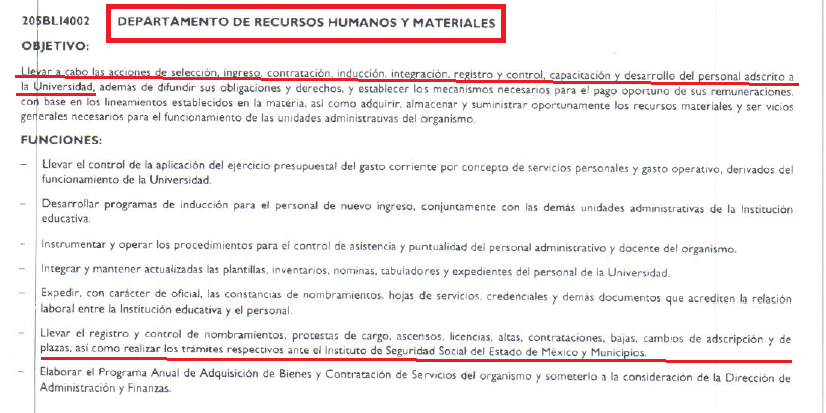 205BL14002 DEPARTAMENTO DE RECURSOS HUMANOS Y MATERIALES
OBJETIVO:
Llevar a cabo las acciones de selección, ingreso, contratación, inducción, integración, registro y control, capacitación y desarrollo del personal adscrito a
la Universidad, además de difundir sus obligaciones y derechos, y establecer los mecanismos necesarios para el pago oportuno de sus remuneraciones,
con base en los lineamientos establecidos en la materia, así como adquirir, almacenar y suministrar oportunamente los recursos materiales y ser vicios
generales necesarios para el funcionamiento de las unidades administrativas del organismo.
FUNCIONES:
– Llevar el control de la aplicación del ejercicio presupuestal del gasto corriente por concepto de servicios personales y gasto operativo, derivados del
funcionamiento de la Universidad.
– Desarrollar programas de inducción para el personal de nuevo ingreso, conjuntamente con las demás unidades administrativas de la Institución
educativa.
– Instrumentar y operar los procedimientos para el control de asistencia y puntualidad del personal administrativo y docente del organismo.
– Integrar y mantener actualizadas las plantillas, inventarios, nominas, tabuladores y expedientes del personal de la Universidad.
– Expedir, con carácter de oficial, las constancias de nombramientos, hojas de servicios, credenciales y demás documentos que acrediten la relación
laboral entre la Institución educativa y el personal.
– Llevar el registro y control de nombramientos, protestas de cargo, ascensos, licencias, altas, contrataciones, bajas, cambios de adscripción y de
plazas, así como realizar los trámites respectivos ante el Instituto de Seguridad Social del Estado de México y Municipios.
– Elaborar el Programa Anual de Adquisición de Bienes y Contratación de Servicios del organismo y someterlo a la consideración de la Dirección de
Administración y Finanzas.